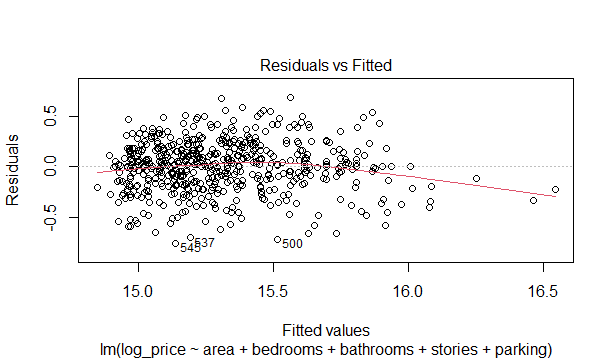 Residuals vs Fitted
Residuals
0.5
0.0
-0.5
545
537
500
15.0 15.5 16.0 16.5
Fitted values
lm(log_price ~ area + bedrooms + bathrooms + stories + parking)